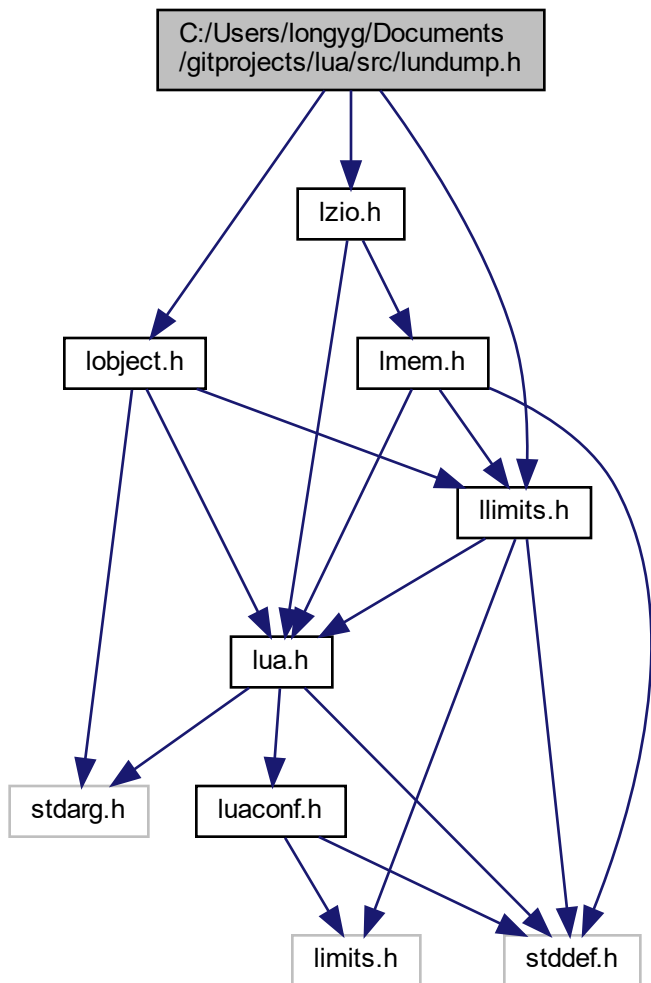 C:/Users/longyg/Documents
/gitprojects/lua/src/lundump.h
lzio.h
lobject.h
lmem.h
llimits.h
lua.h
stdarg.h
luaconf.h
limits.h
stddef.h